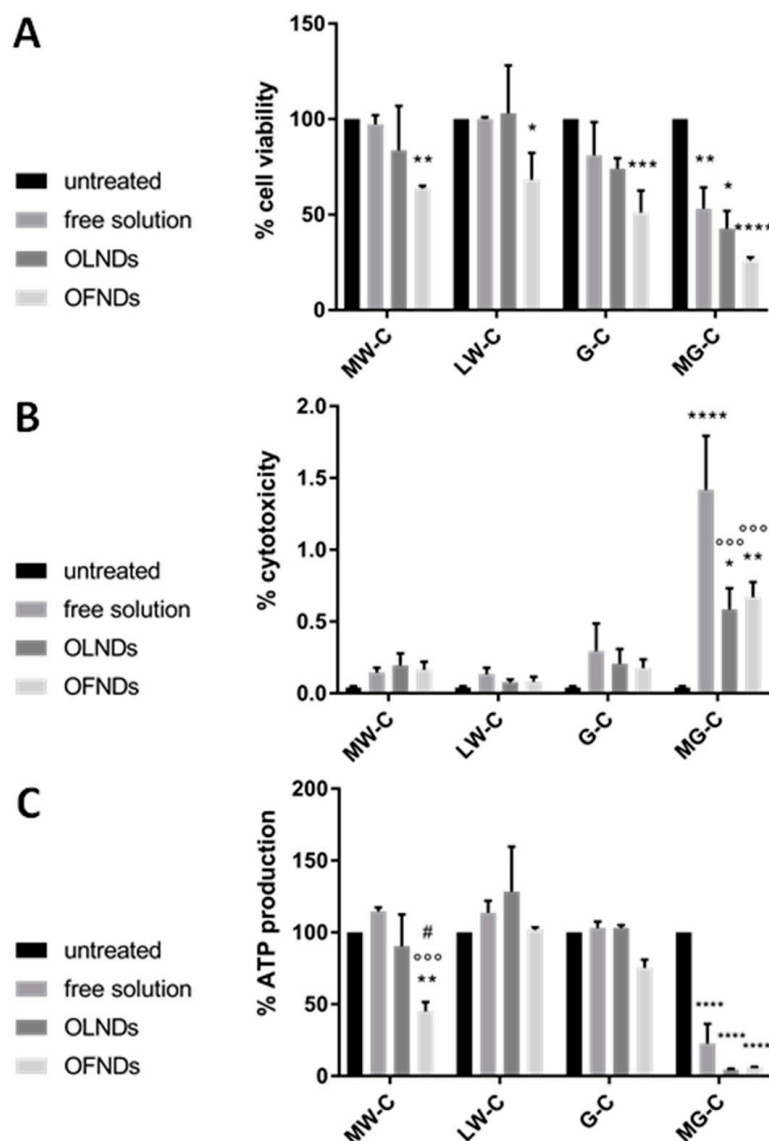 A
% cell viability
150
100
50
0
untreated
free solution
OLNDs
OFNDs
**
*
***
**
*
****
MW-C
LW-C
G-C
MG-C
B
% cytotoxicity
2.0
1.5
1.0
0.5
0.0
untreated
free solution
OLNDs
OFNDs
****
°°° °°°
* **
MW-C
LW-C
G-C
MG-C
C
% ATP production
200
150
100
50
0
untreated
free solution
OLNDs
OFNDs
#
°°°
**
****
****
****
MW-C
LW-C
G-C
MG-C